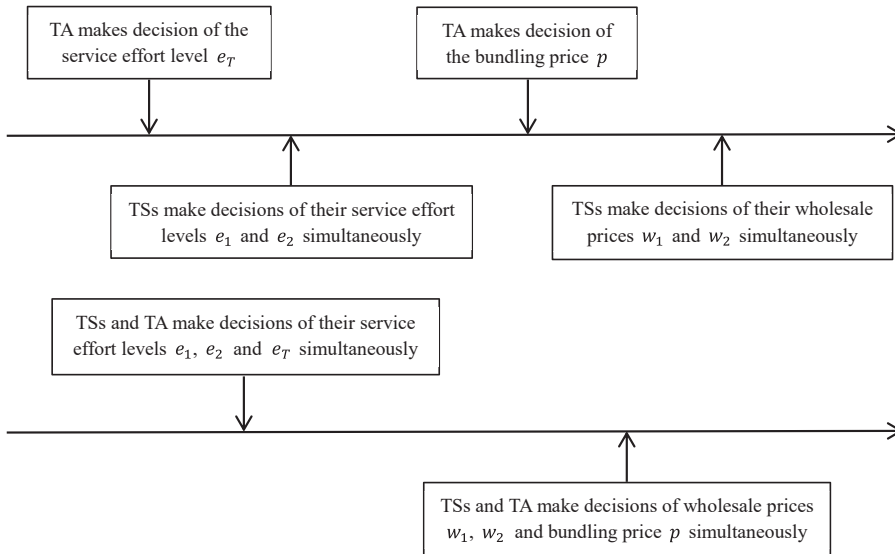 TA makes decision of the
service effort level e_T
TA makes decision of
the bundling price p
TSs make decisions of their service effort
levels e_1 and e_2 simultaneously
TSs make decisions of their wholesale
prices w_1 and w_2 simultaneously
TSs and TA make decisions of their service
effort levels e_1, e_2 and e_T simultaneously
TSs and TA make decisions of wholesale prices
w_1, w_2 and bundling price p simultaneously